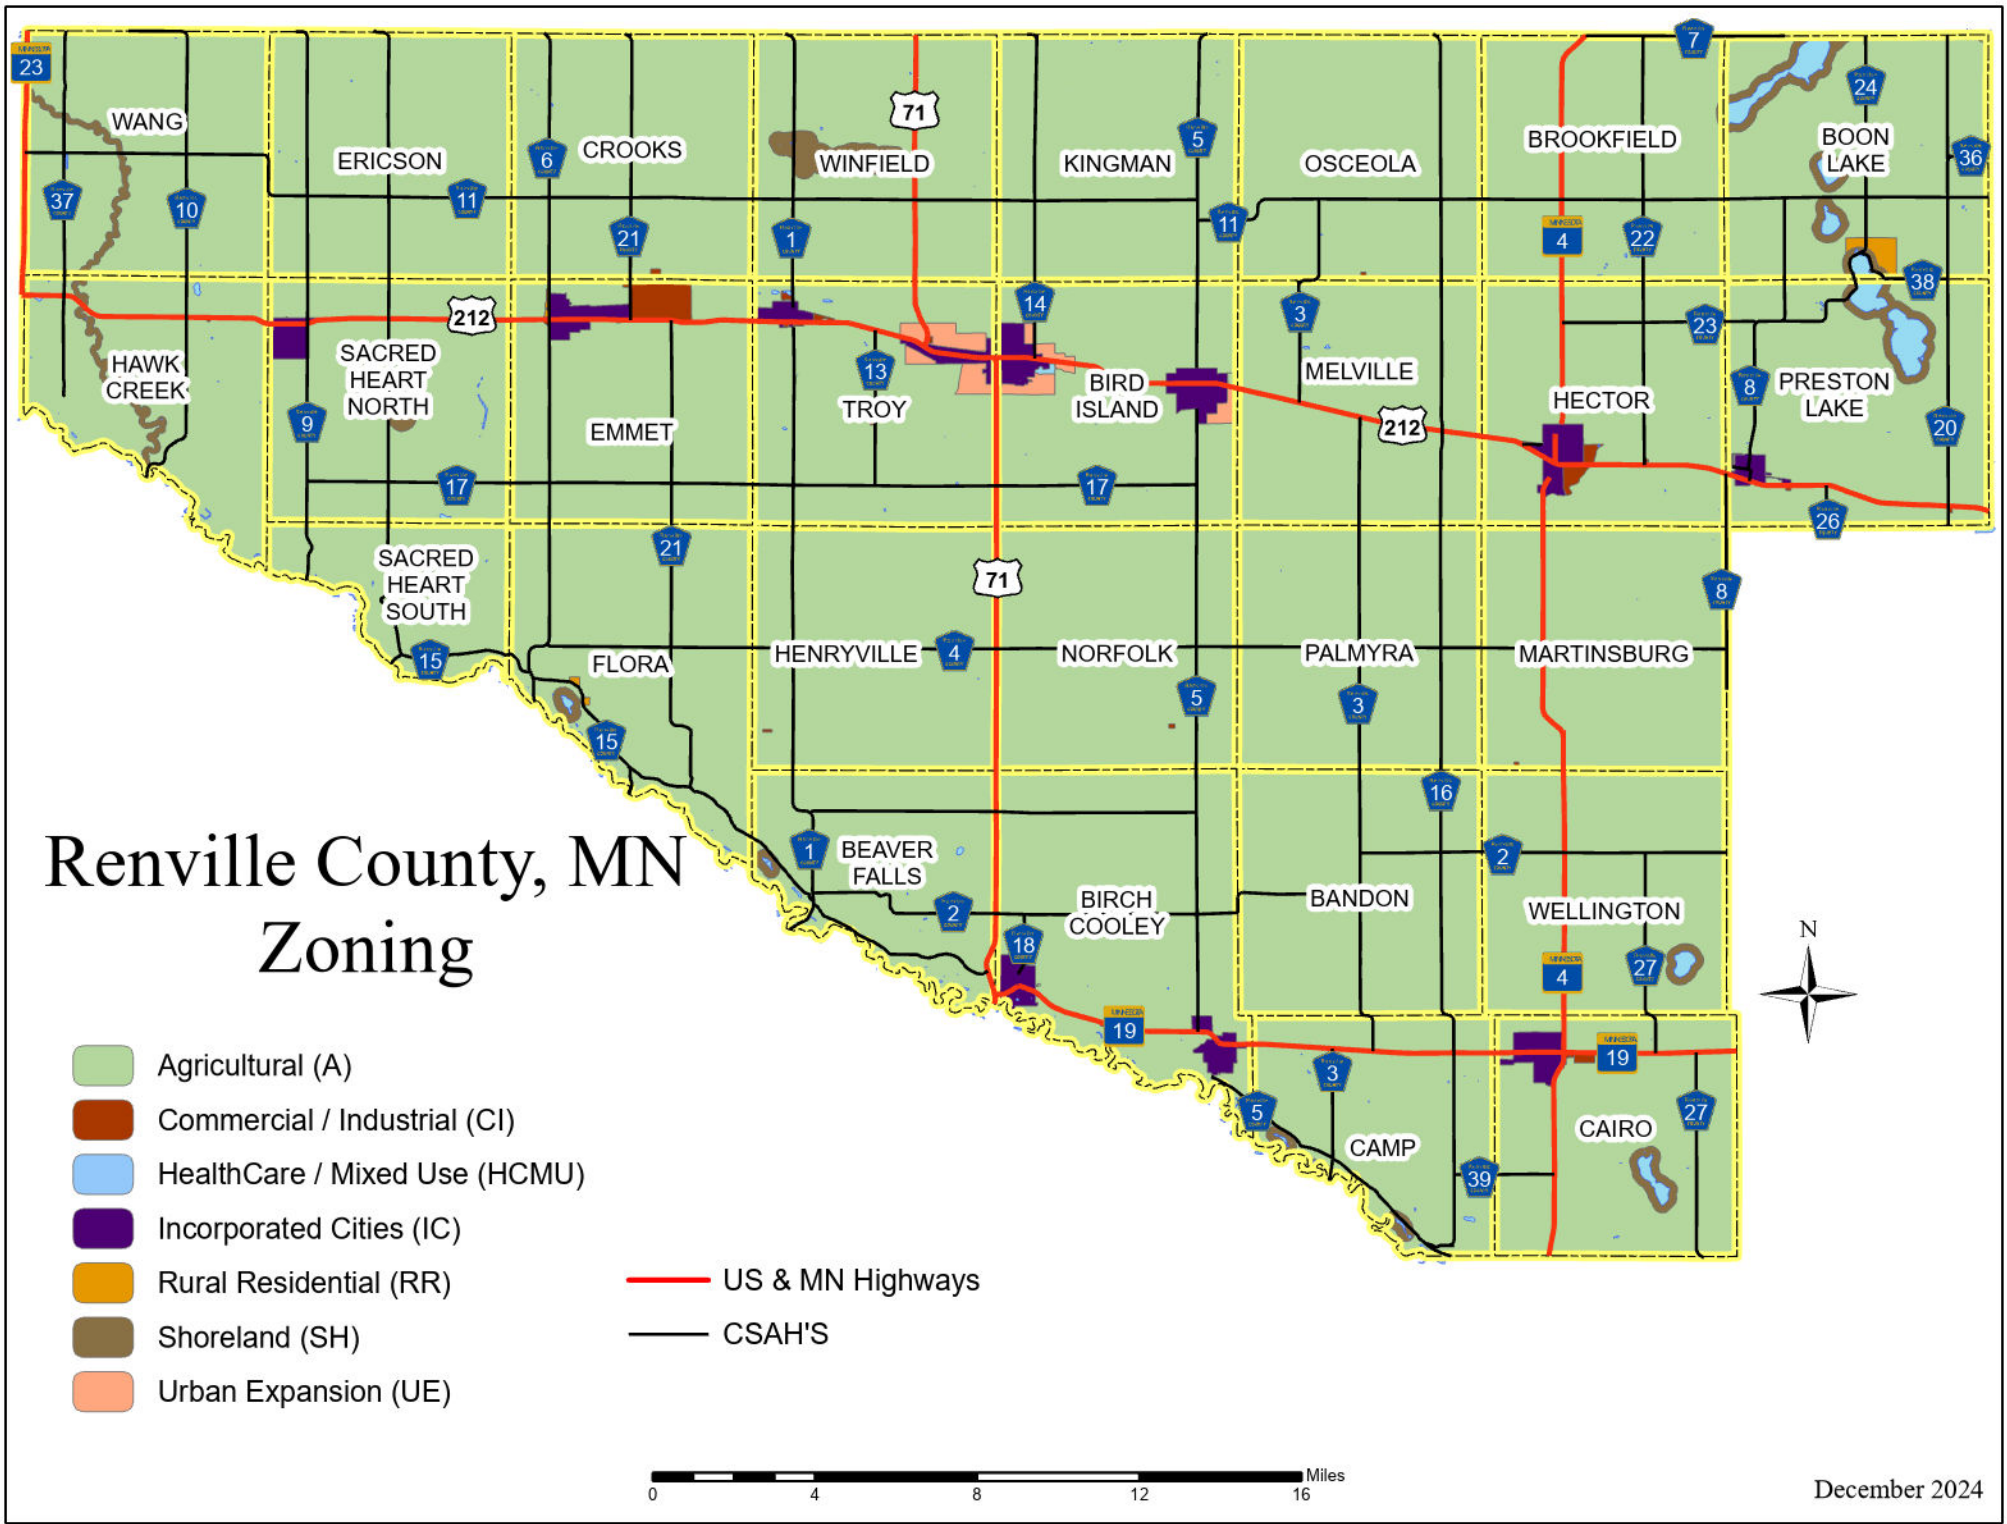 7
MINNESOTA
23
24
71
WANG
5
BROOKFIELD
BOON
LAKE
6
CROOKS
ERICSON
WINFIELD
KINGMAN
OSCEOLA
36
37
10
11
21
1
11
MINNESOTA
4
22
38
212
14
3
23
HAWK
CREEK
SACRED
HEART
NORTH
13
BIRD
ISLAND
MELVILLE
8
PRESTON
LAKE
9
EMMET
TROY
212
HECTOR
20
17
17
26
SACRED
HEART
SOUTH
21
71
8
15
FLORA
HENRYVILLE
4
NORFOLK
PALMYRA
MARTINSBURG
15
5
3
16
1
BEAVER
FALLS
2
2
BIRCH
COOLEY
BANDON
WELLINGTON
18
MINNESOTA
4
27
MINNESOTA
19
MINNESOTA
19
3
5
CAMP
CAIRO
27
39
Renville County, MN
Zoning
N
Agricultural (A)
Commercial / Industrial (CI)
HealthCare / Mixed Use (HCMU)
Incorporated Cities (IC)
Rural Residential (RR)
Shoreland (SH)
Urban Expansion (UE)
US & MN Highways
CSAH'S
Miles
0 4 8 12 16
December 2024